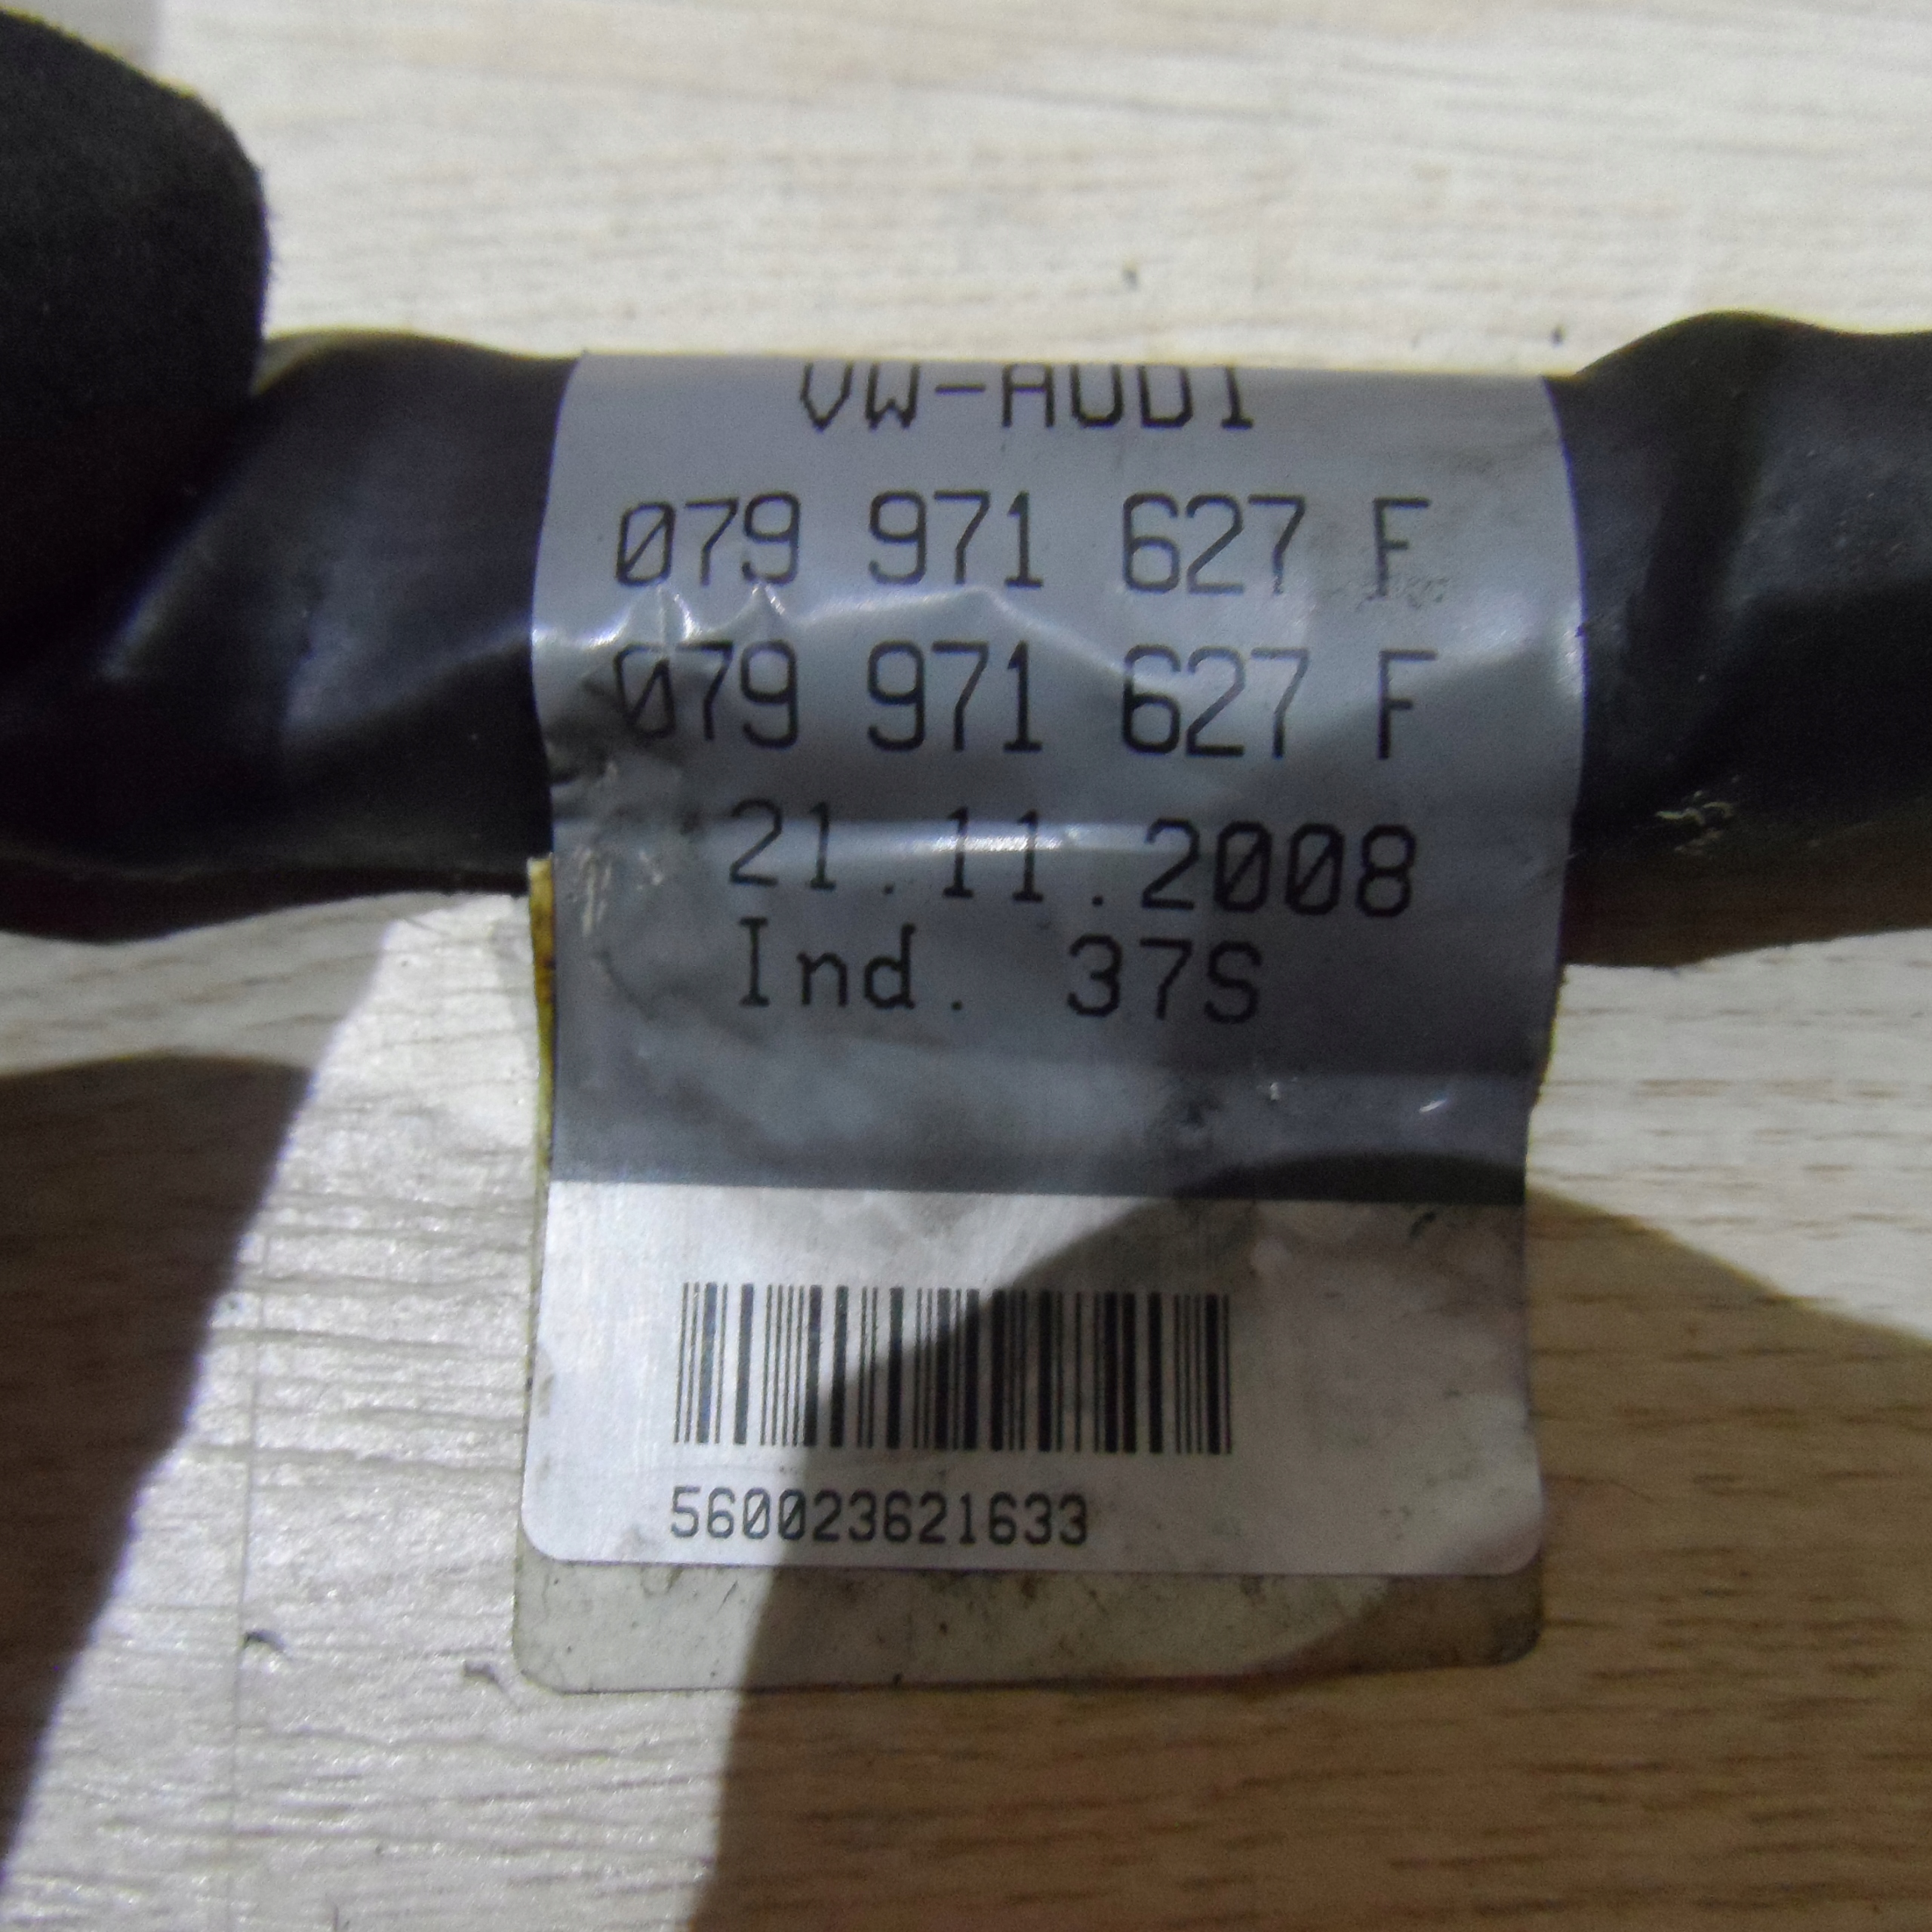 VW-AUDI
079 971 627 F
079 971 627 F
21.11.2008
Ind. 37S
560023621633